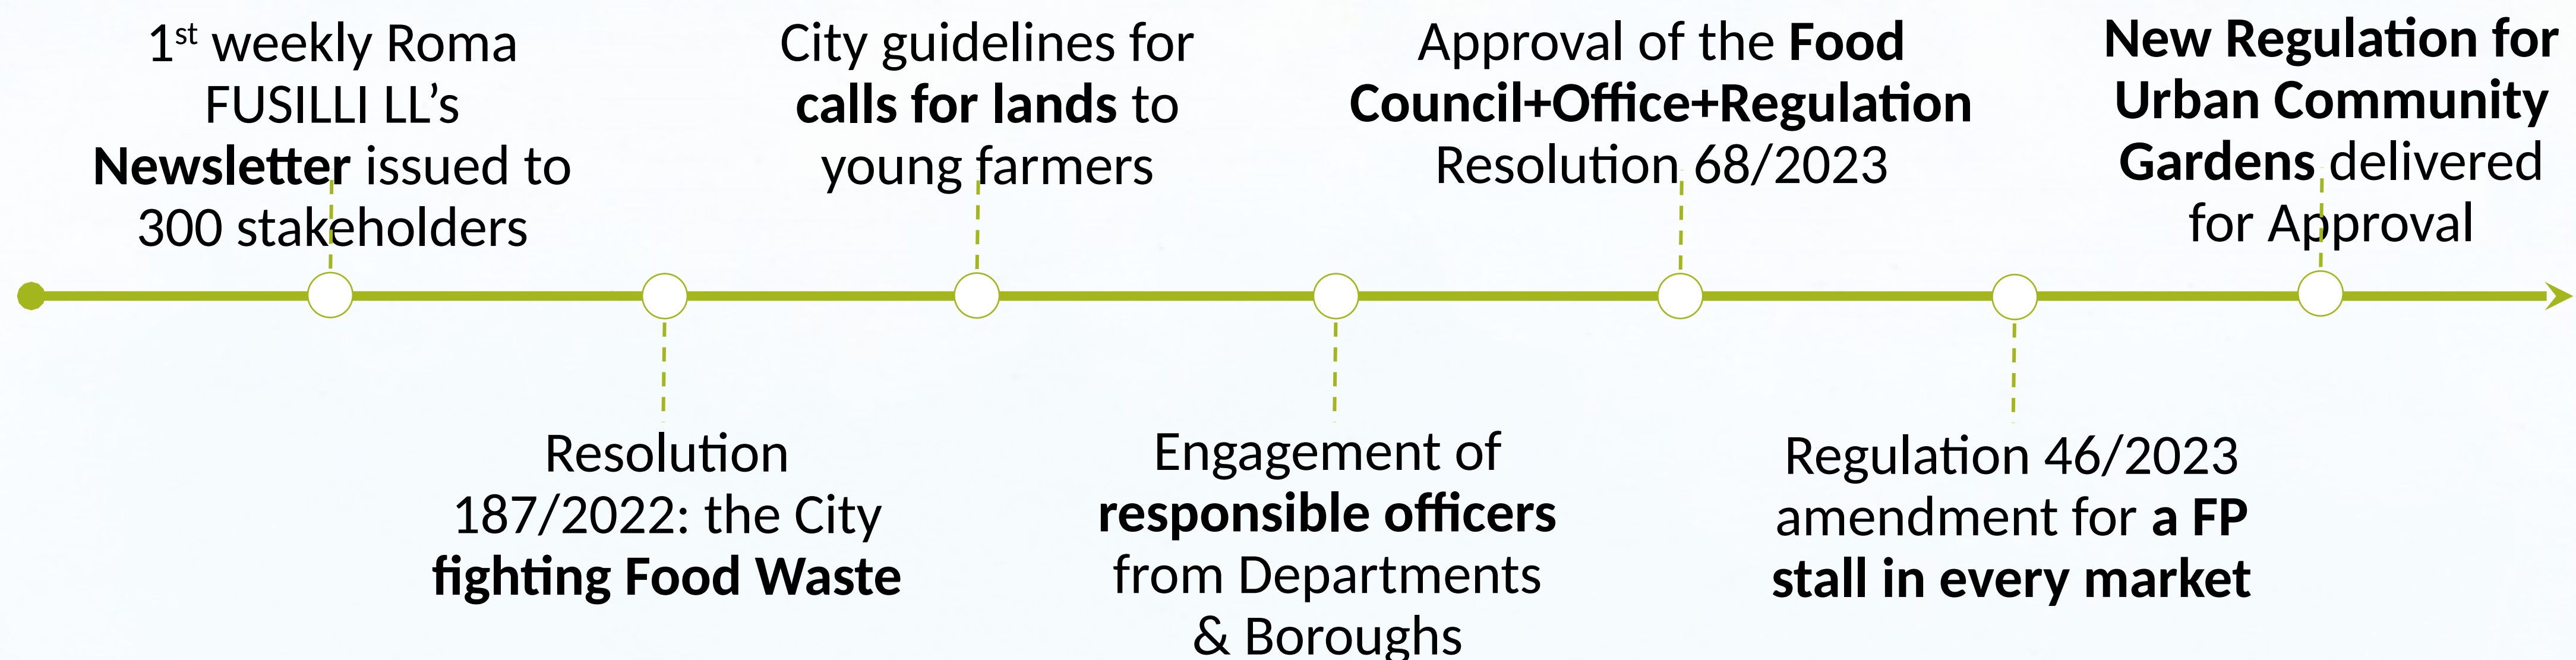 1st weekly Roma
FUSILLI LL’s
Newsletter issued to
300 stakeholders
Resolution
187/2022: the City
fighting Food Waste
City guidelines for
calls for lands to
young farmers
Engagement of
responsible officers
from Departments
& Boroughs
Approval of the Food
Council+Office+Regulation
Resolution 68/2023
Regulation 46/2023
amendment for a FP
stall in every market
New Regulation for
Urban Community
Gardens delivered
for Approval